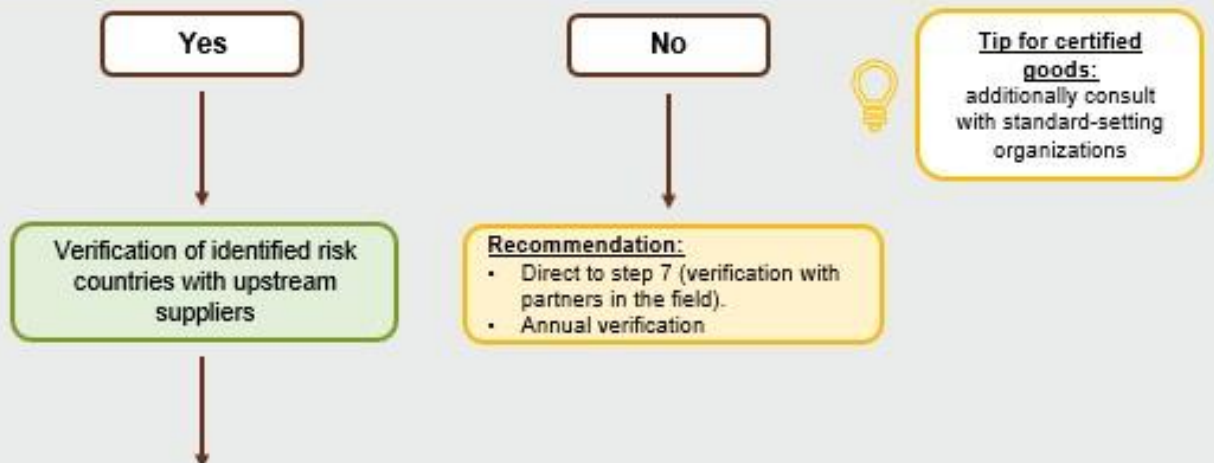 Yes
No
Tip for certified
goods:
additionally consult
with standard-setting
organizations
Verification of identified risk
countries with upstream
suppliers
Recommendation:
• Direct to step 7 (verification with
partners in the field).
• Annual verification